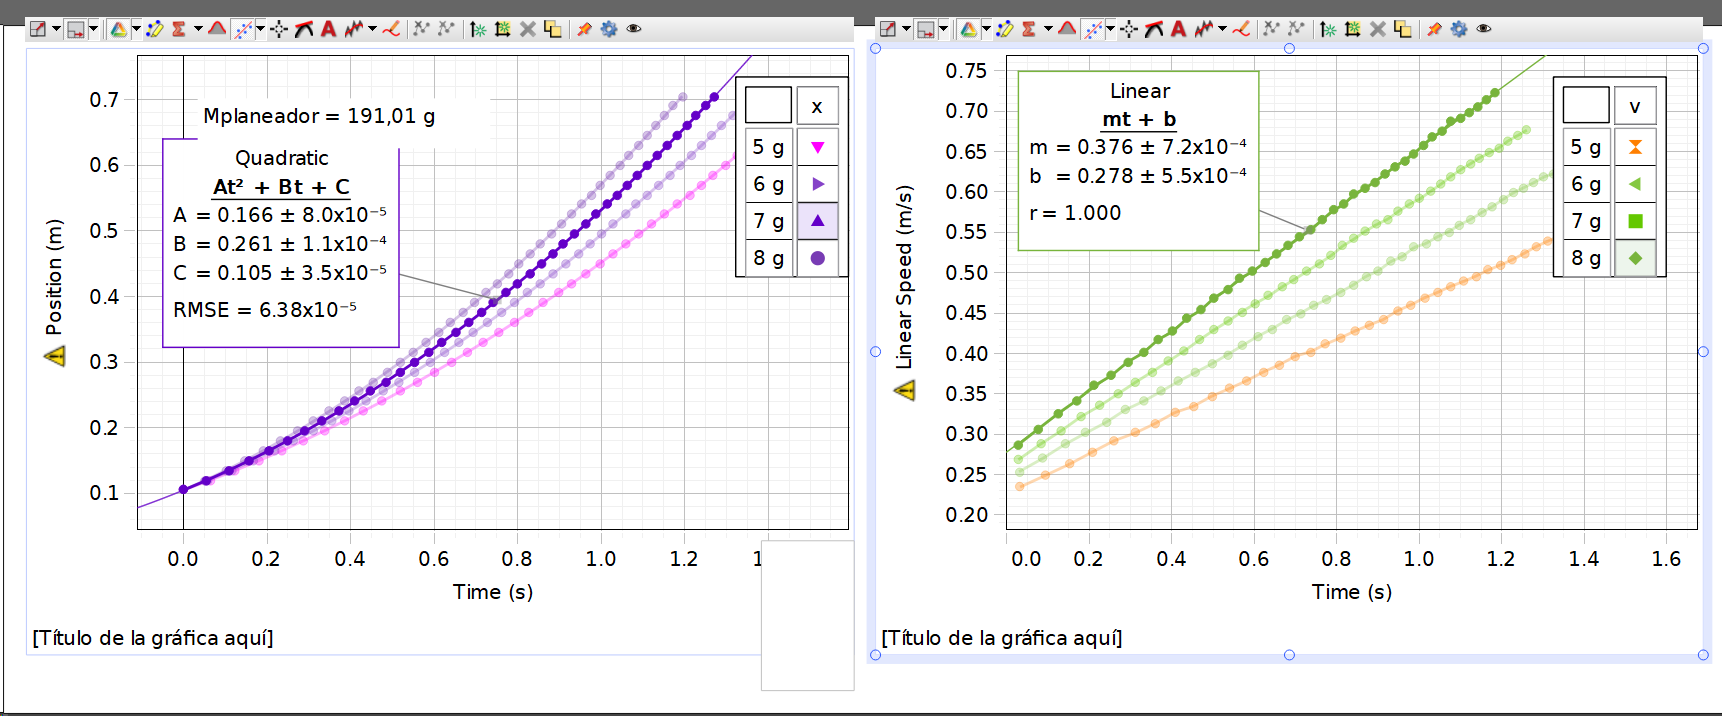 0.7
0.6
0.5
0.4
0.3
0.2
0.1
Position (m)
Mplaneador = 191,01 g
Quadratic
At² + Bt + C
A = 0.166 ± 8.0x10⁻⁵
B = 0.261 ± 1.1x10⁻⁴
C = 0.105 ± 3.5x10⁻⁵
RMSE = 6.38x10⁻⁵
x
5 g
6 g
7 g
8 g
0.0 0.2 0.4 0.6 0.8 1.0 1.2
Time (s)
[Título de la gráfica aquí]
0.75
0.70
0.65
0.60
0.55
0.50
0.45
0.40
0.35
0.30
0.25
0.20
Linear Speed (m/s)
Linear
mt + b
m = 0.376 ± 7.2x10⁻⁴
b = 0.278 ± 5.5x10⁻⁴
r = 1.000
v
5 g
6 g
7 g
8 g
0.0 0.2 0.4 0.6 0.8 1.0 1.2 1.4 1.6
Time (s)
[Título de la gráfica aquí]